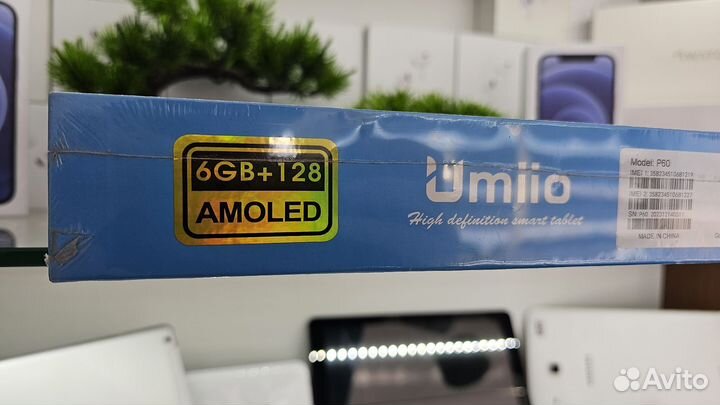 6GB+128
AMOLED
Umiio
High definition smart tablet
Model: P60
MADE IN CHINA
Avito